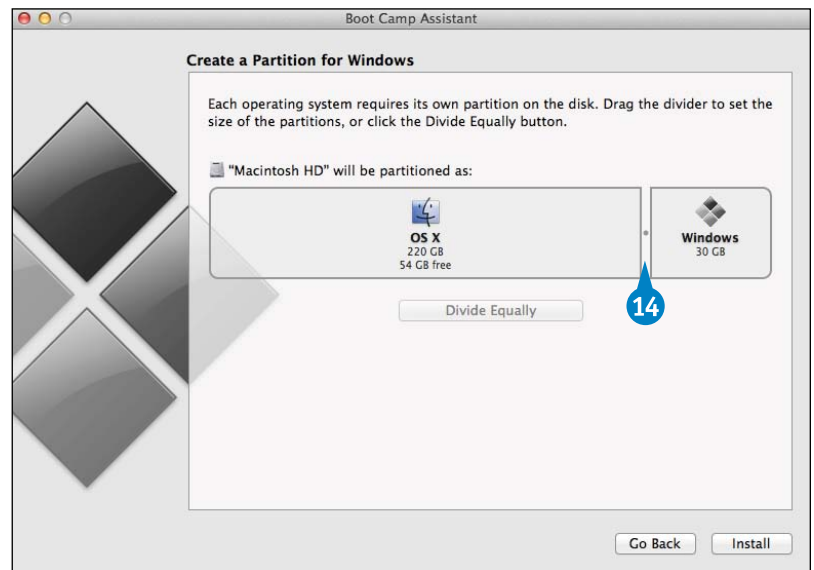 Boot Camp Assistant
Create a Partition for Windows
Each operating system requires its own partition on the disk. Drag the divider to set the
size of the partitions, or click the Divide Equally button.
"Macintosh HD" will be partitioned as:
OS X
220 GB
54 GB free
Windows
30 GB
14
Divide Equally
Go Back
Install